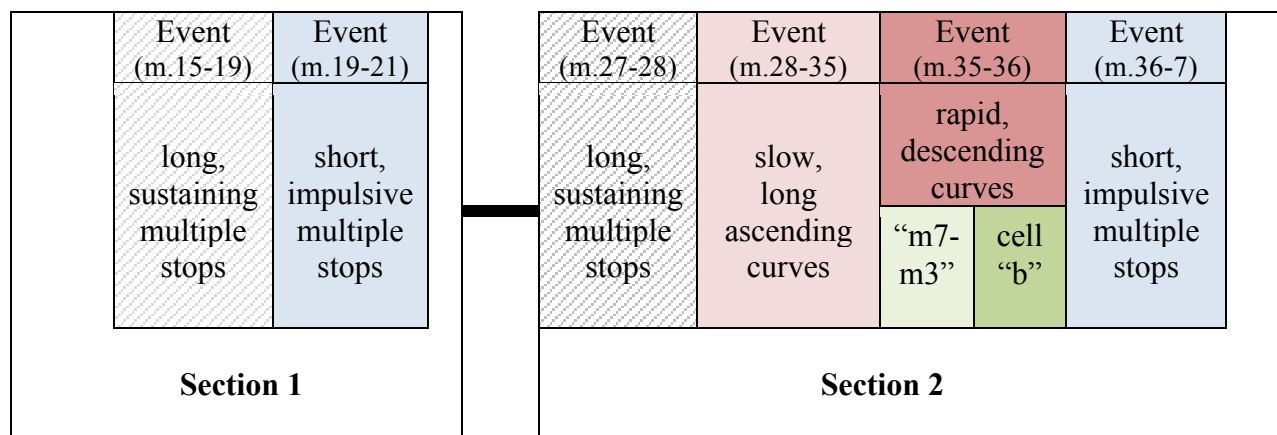 Event
(m.15-19)
Event
(m.19-21)
long,
sustaining
multiple
stops
short,
impulsive
multiple
stops
Section 1
Event
(m.27-28)
Event
(m.28-35)
Event
(m.35-36)
Event
(m.36-7)
long,
sustaining
multiple
stops
slow,
long
ascending
curves
rapid,
descending
curves
“m7-
m3”
cell
“b”
short,
impulsive
multiple
stops
Section 2